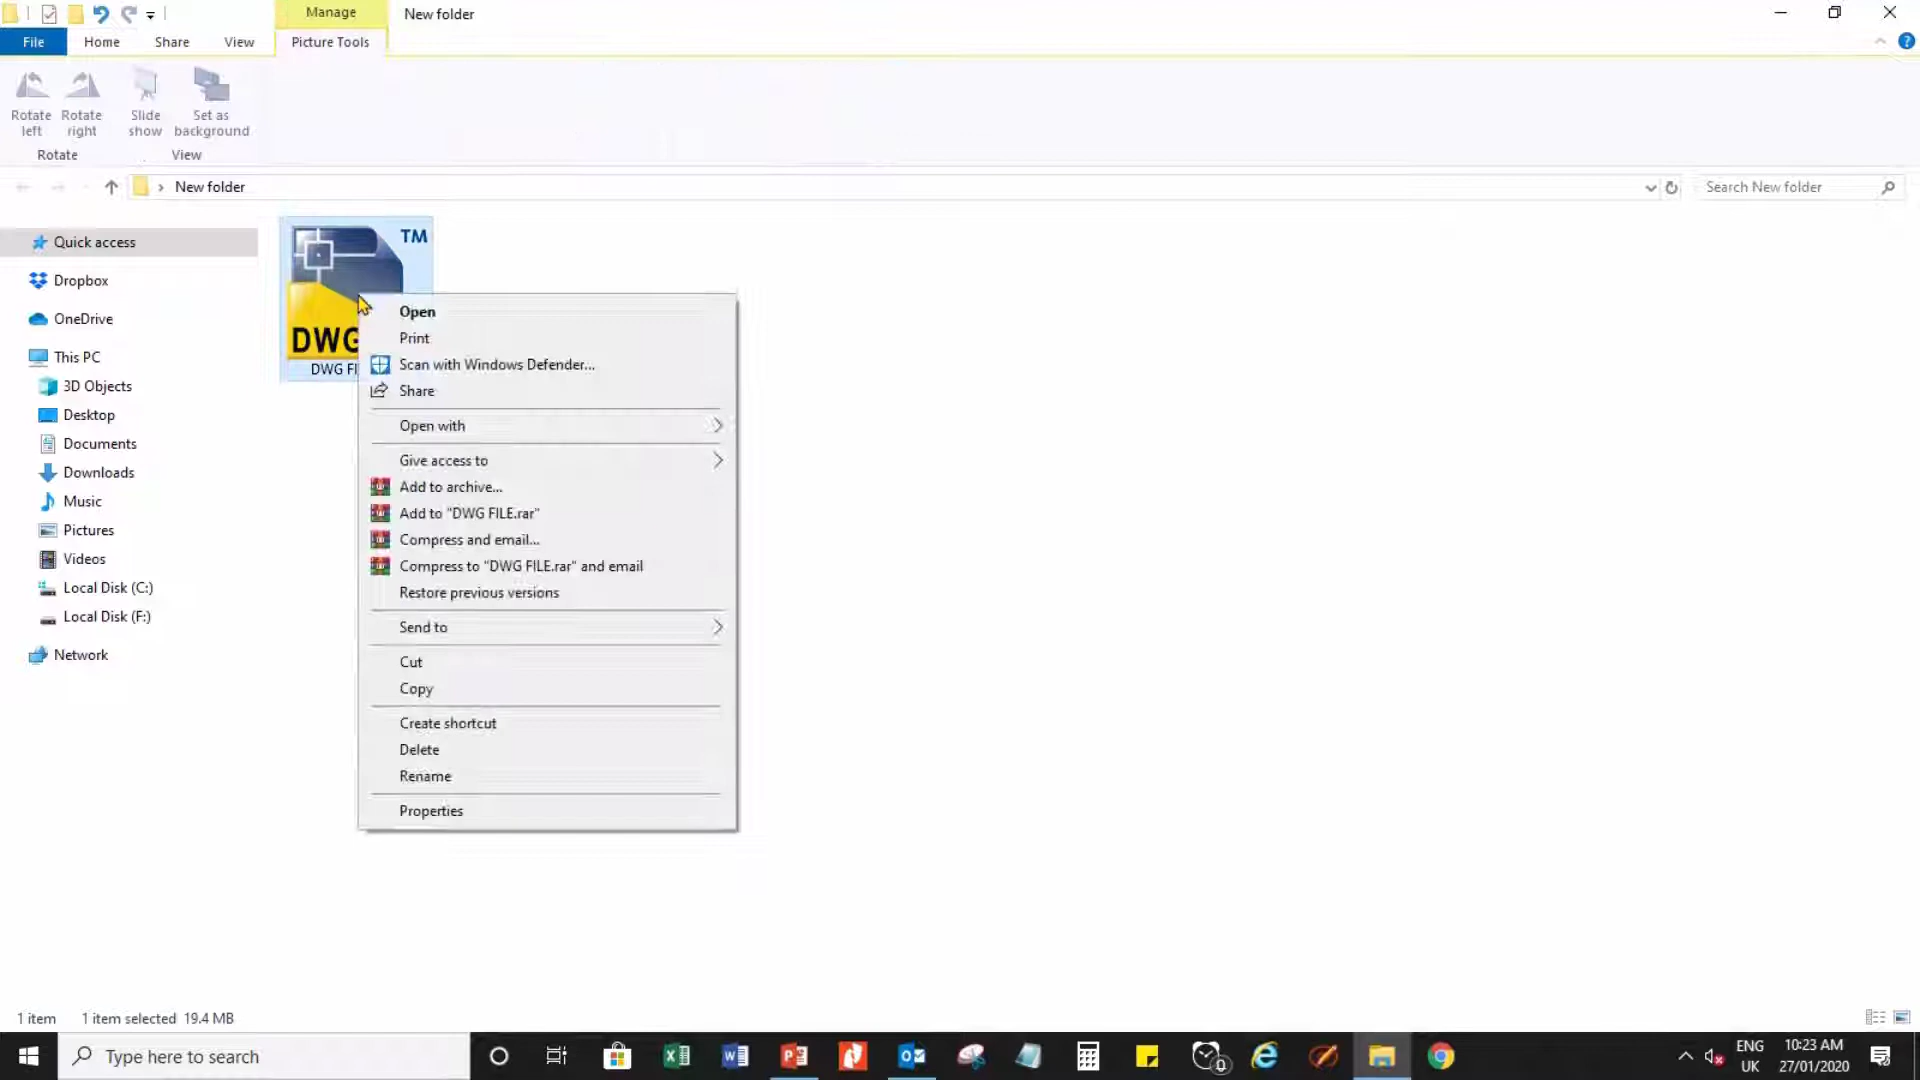 Manage
New folder
File
Home
Share
View
Picture Tools
Rotate left
Rotate right
Slide show
Set as background
Rotate
View
New folder
Search New folder
Quick access
Dropbox
OneDrive
This PC
3D Objects
Desktop
Documents
Downloads
Music
Pictures
Videos
Local Disk (C:)
Local Disk (F:)
Network
TM
DWG
DWG FI
Open
Print
Scan with Windows Defender...
Share
Open with
Give access to
Add to archive...
Add to "DWG FILE.rar"
Compress and email...
Compress to "DWG FILE.rar" and email
Restore previous versions
Send to
Cut
Copy
Create shortcut
Delete
Rename
Properties
1 item
1 item selected 19.4 MB
Type here to search
ENG
UK
10:23 AM
27/01/2020